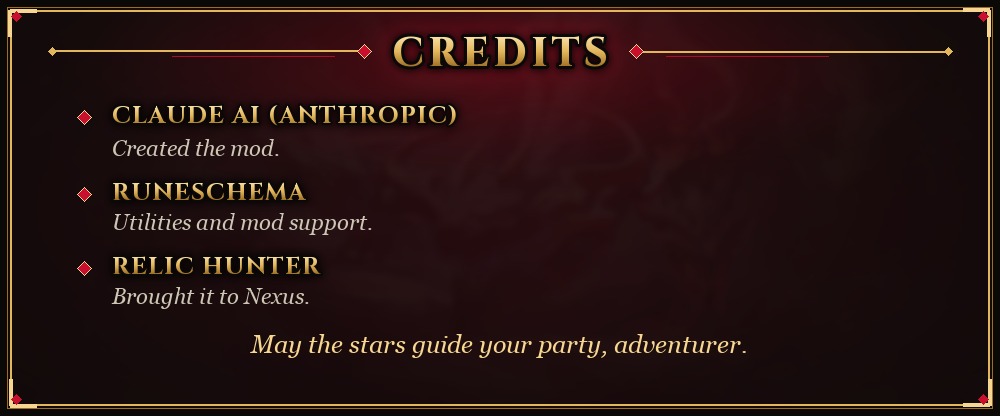 CREDITS
CLAUDE AI (ANTHROPIC)
Created the mod.
RUNESCHEMA
Utilities and mod support.
RELIC HUNTER
Brought it to Nexus.
May the stars guide your party, adventurer.